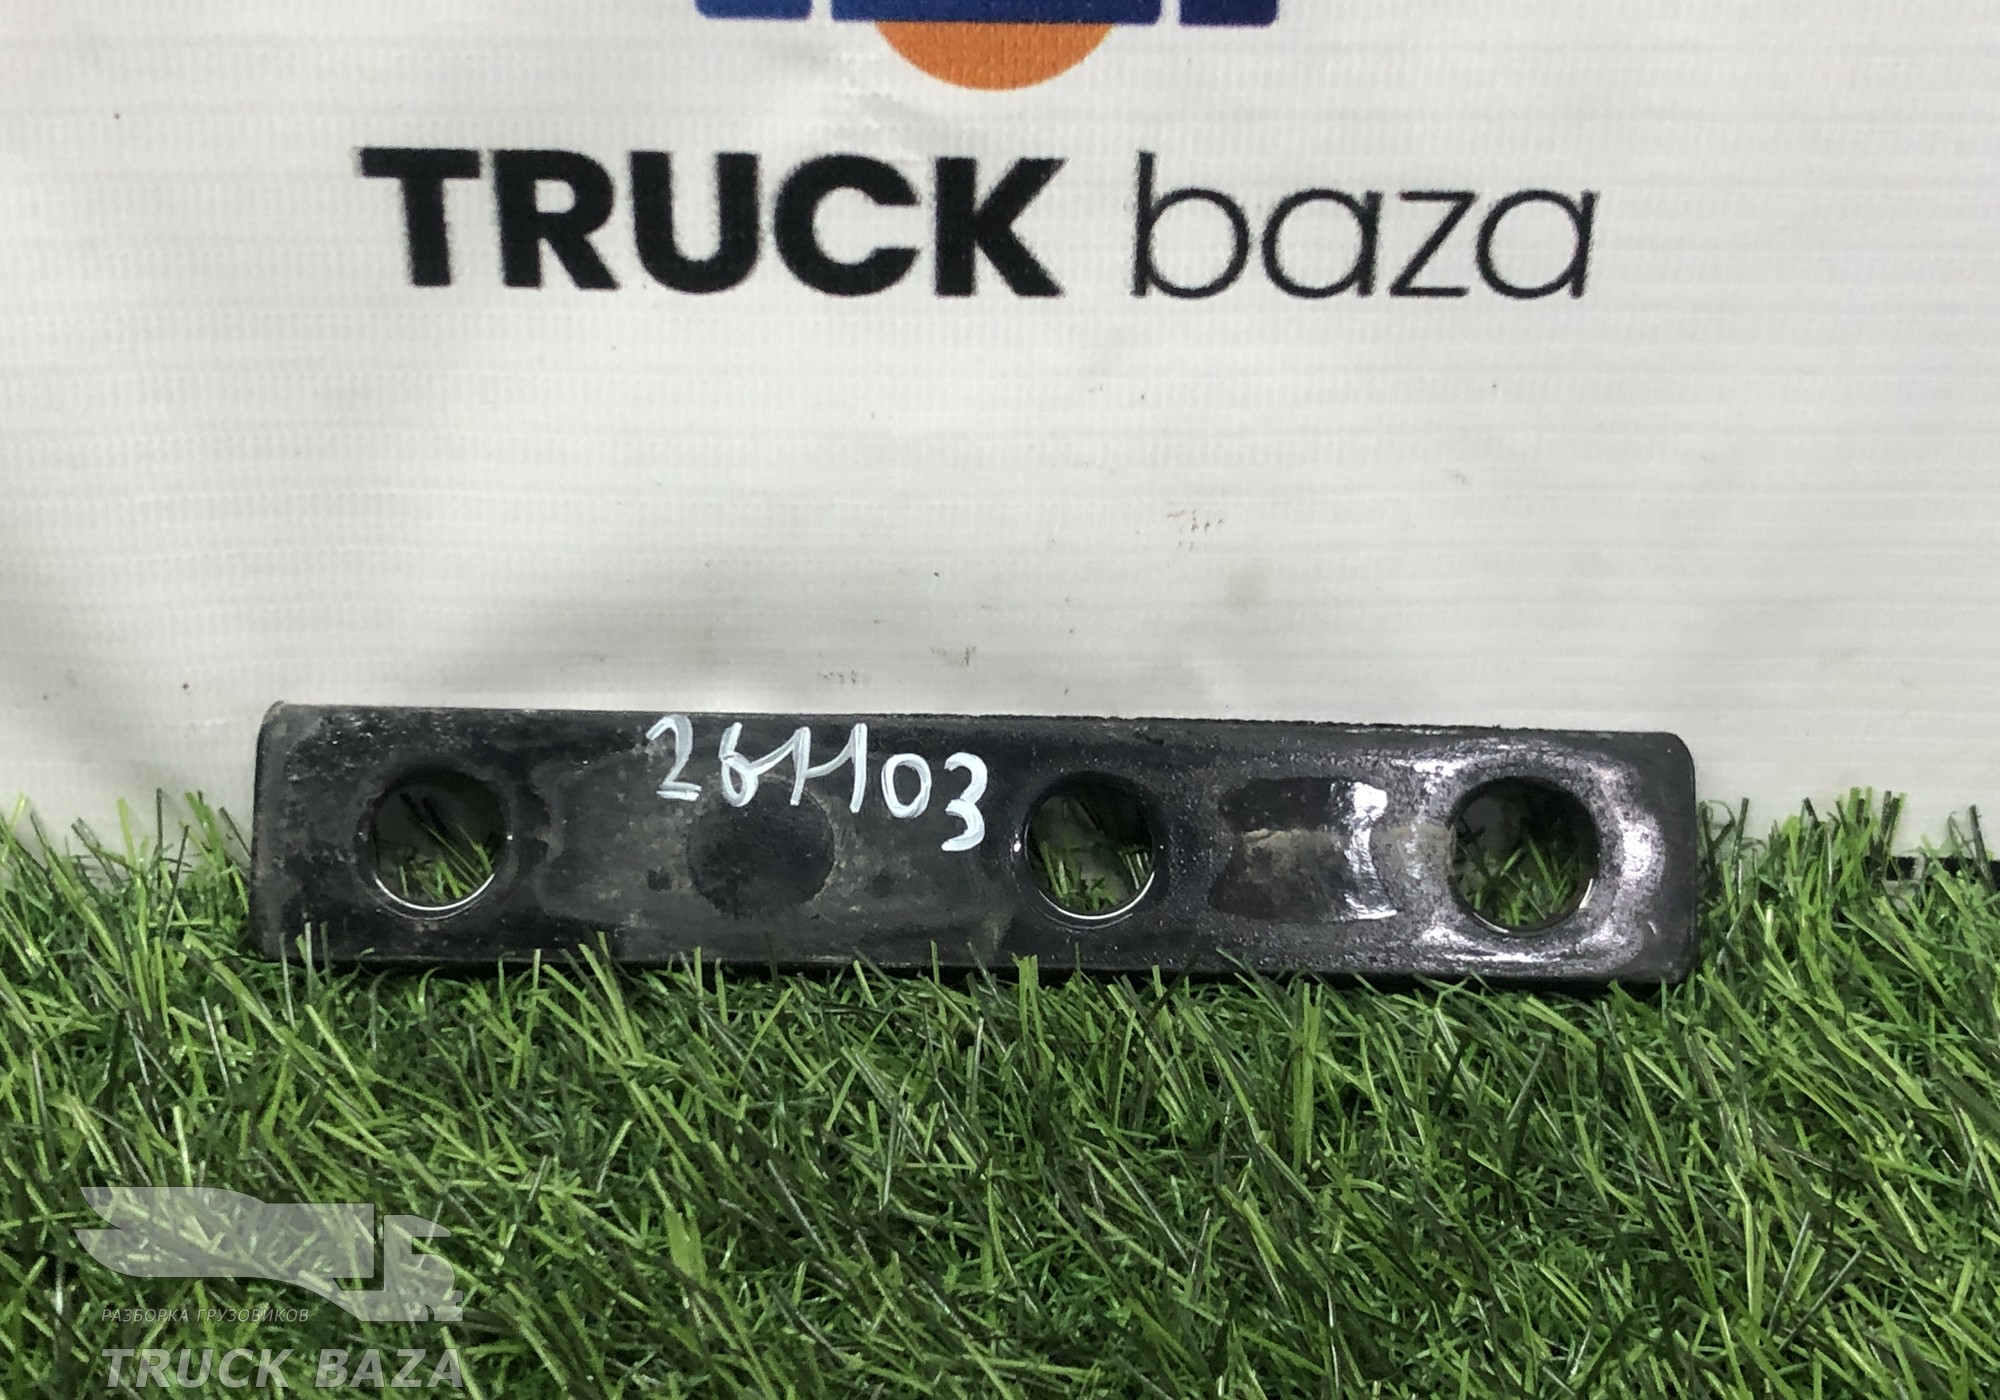 TRUCK baza
261103
РАЗБОРКА ГРУЗОВИКОВ
TRUCK BAZA